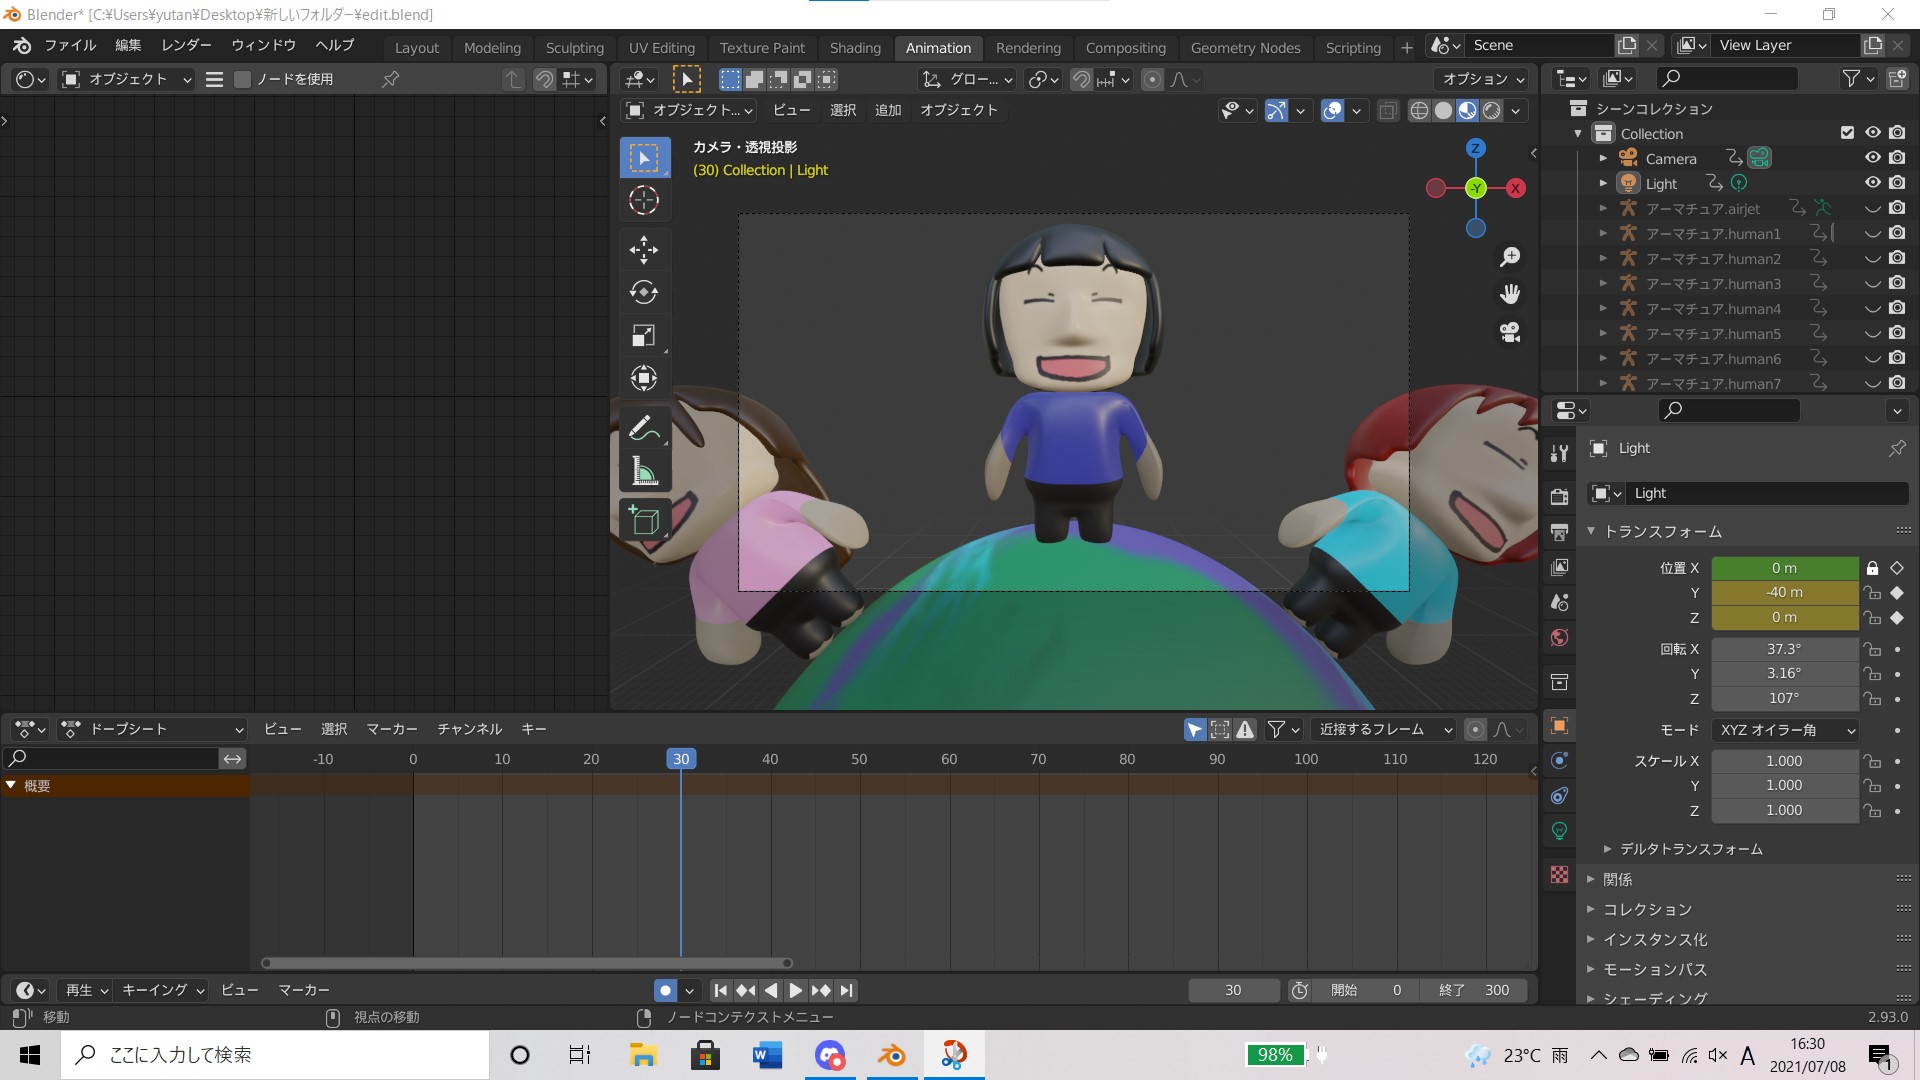 Blender* [C:¥Users¥yutan¥Desktop¥新しいフォルダー¥edit.blend]
ファイル 編集 レンダー ウィンドウ ヘルプ Layout Modeling Sculpting UV Editing Texture Paint Shading Animation Rendering Compositing Geometry Nodes Scripting + Scene View Layer
オブジェクト ノードを使用 グロー... オプション
オブジェクト... ビュー 選択 追加 オブジェクト
カメラ・透視投影
(30) Collection | Light
Z
-Y X
シーンコレクション
Collection
Camera
Light
アーマチュア.airjet
アーマチュア.human1
アーマチュア.human2
アーマチュア.human3
アーマチュア.human4
アーマチュア.human5
アーマチュア.human6
アーマチュア.human7
Light
Light
トランスフォーム
位置 X 0 m
Y -40 m
Z 0 m
回転 X 37.3°
Y 3.16°
Z 107°
モード XYZ オイラー角
スケール X 1.000
Y 1.000
Z 1.000
デルタトランスフォーム
関係
コレクション
インスタンス化
モーションパス
シェーディング
ドープシート ビュー 選択 マーカー チャンネル キー 近接するフレーム
-10 0 10 20 30 40 50 60 70 80 90 100 110 120
概要
再生 キーイング ビュー マーカー 30 開始 0 終了 300
移動 視点の移動 ノードコンテクストメニュー 2.93.0
ここに入力して検索 98% 23°C 雨 A 16:30
2021/07/08 1